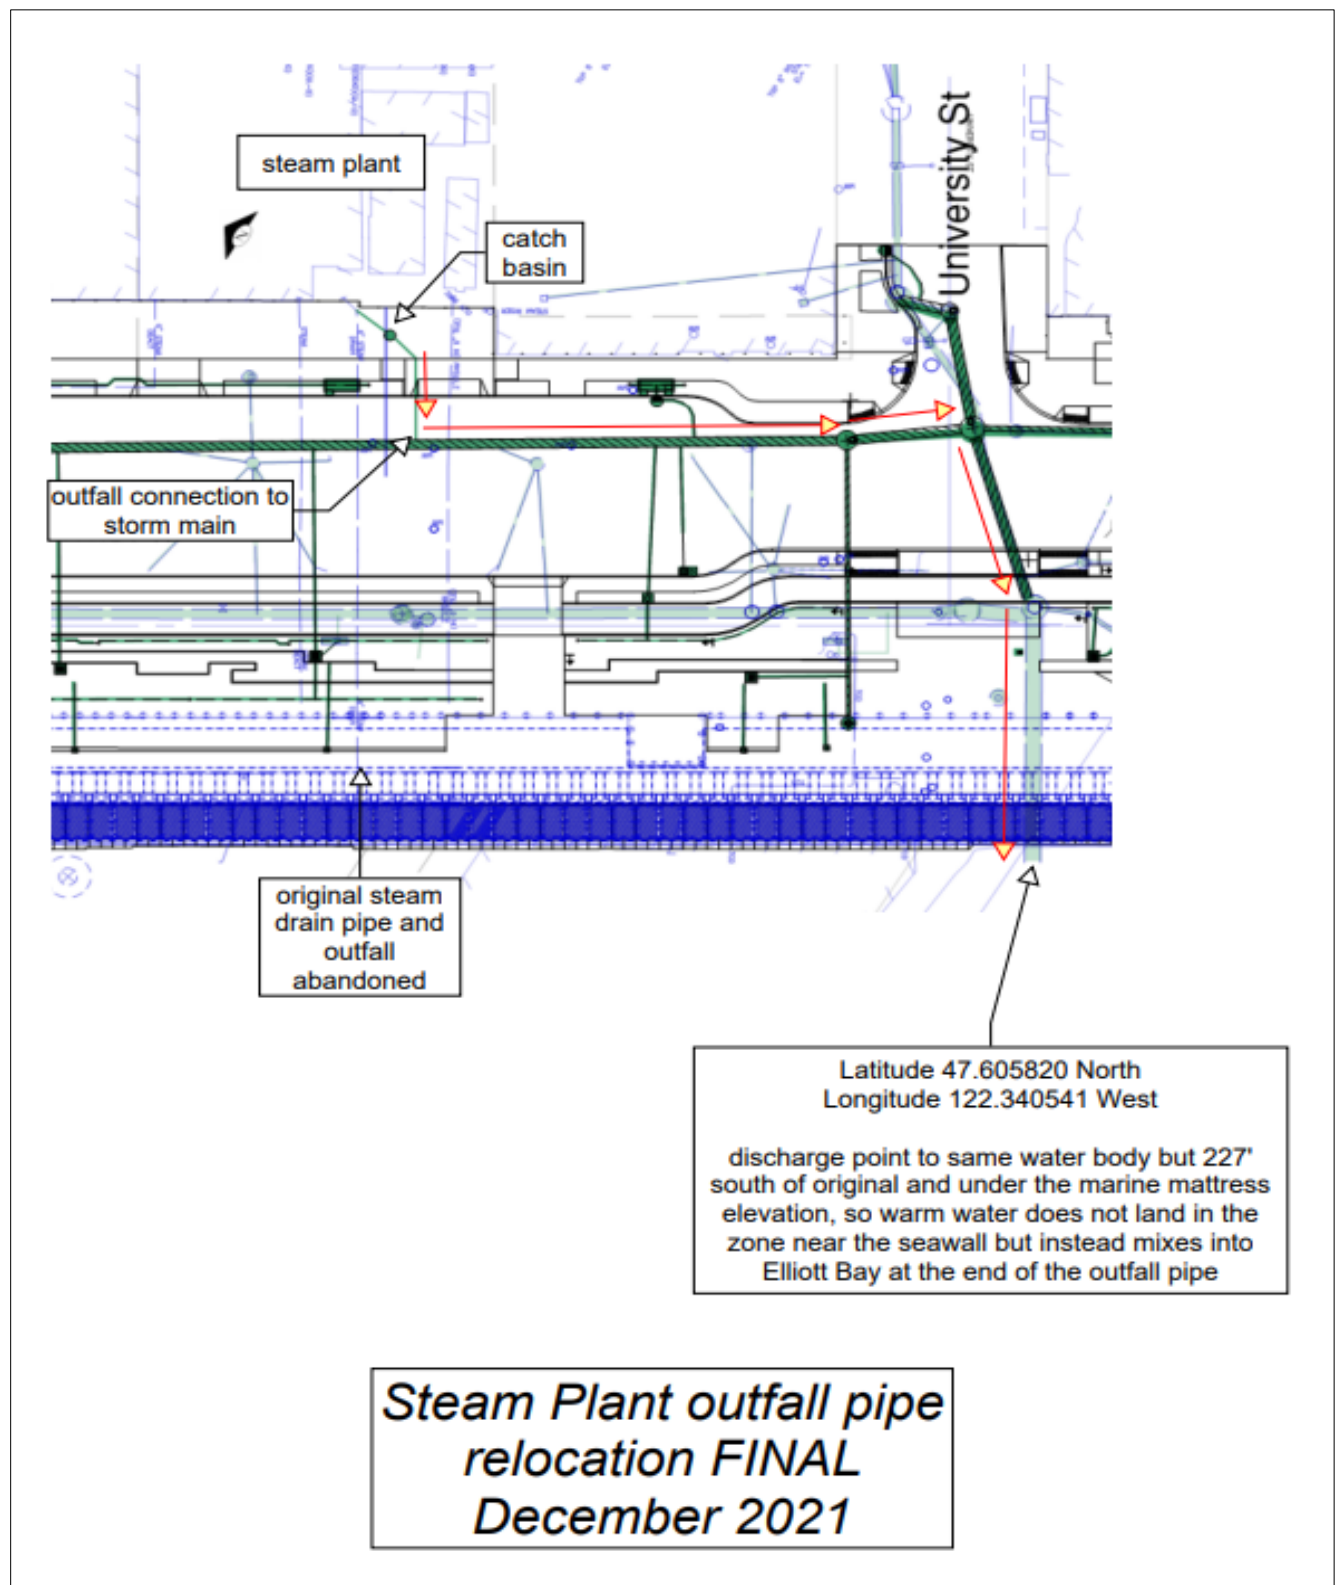 steam plant
University St
catch
basin
outfall connection to
storm main
original steam
drain pipe and
outfall
abandoned
Latitude 47.605820 North
Longitude 122.340541 West
discharge point to same water body but 227'
south of original and under the marine mattress
elevation, so warm water does not land in the
zone near the seawall but instead mixes into
Elliott Bay at the end of the outfall pipe
Steam Plant outfall pipe
relocation FINAL
December 2021